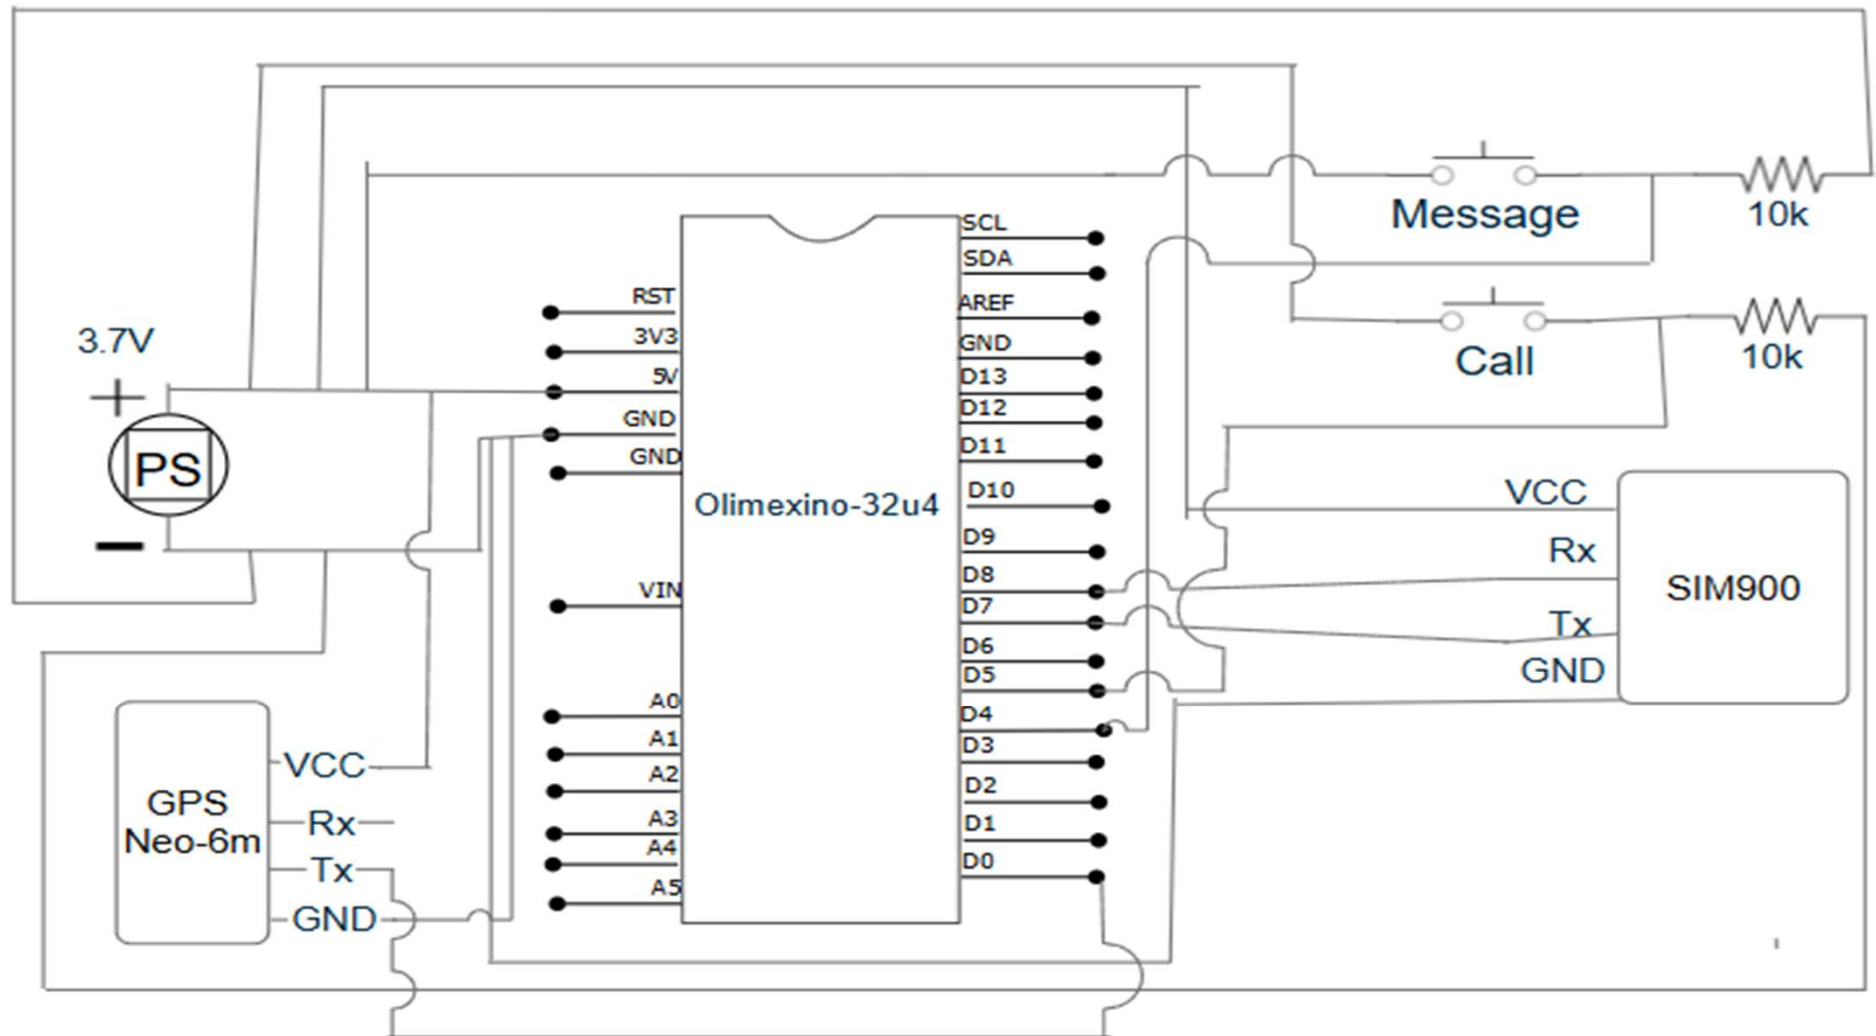 Message
10k
Call
10k
3.7V
+
PS
RST
3V3
5V
GND
GND
VIN
A0
A1
A2
A3
A4
A5
Olimexino-32u4
SCL
SDA
AREF
GND
D13
D12
D11
D10
D9
D8
D7
D6
D5
D4
D3
D2
D1
D0
VCC
Rx
Tx
GND
SIM900
GPS
Neo-6m
VCC
Rx
Tx
GND